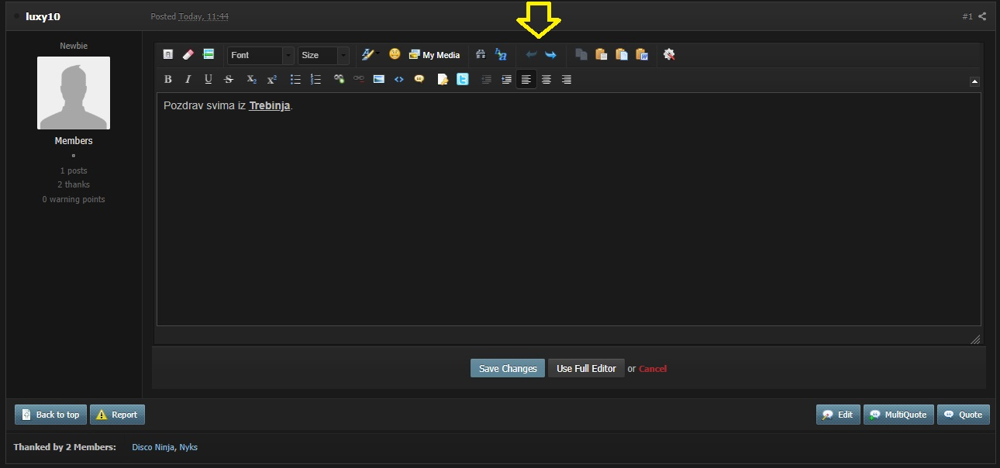 luxy10
Posted Today, 11:44
#1
Newbie
Members
1 posts
2 thanks
0 warning points
Font
Size
My Media
B I U S X2 X2
Pozdrav svima iz Trebinja.
Save Changes
Use Full Editor
or Cancel
Back to top
Report
Edit
MultiQuote
Quote
Thanked by 2 Members:
Disco Ninja, Nyks